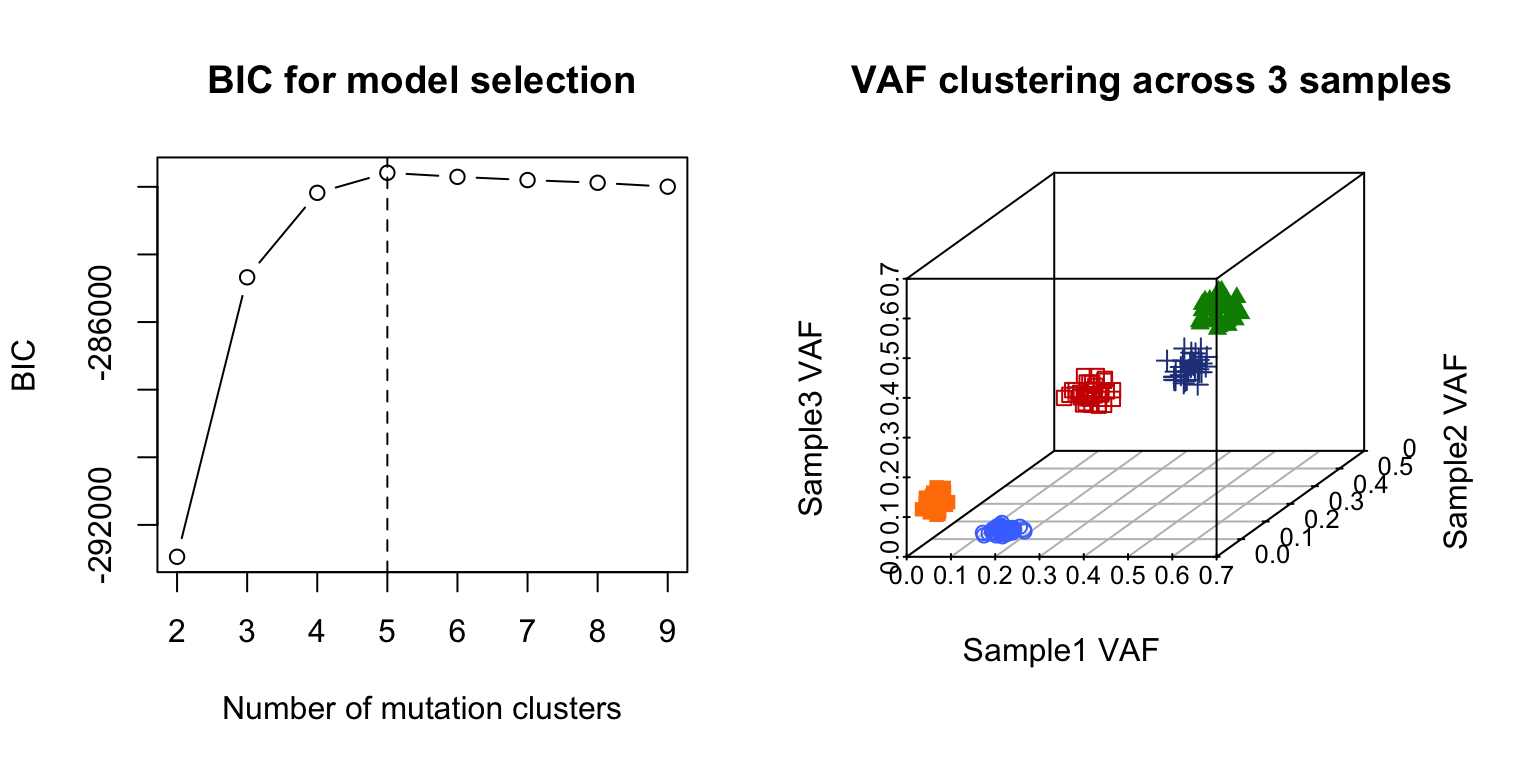 BIC for model selection
BIC
-292000
-286000
2 3 4 5 6 7 8 9
Number of mutation clusters
VAF clustering across 3 samples
Sample3 VAF
0.0 0.1 0.2 0.3 0.4 0.5 0.6 0.7
0.0 0.1 0.2 0.3 0.4 0.5 0.6 0.7
Sample1 VAF
0.0 0.1 0.2 0.3 0.4 0.5 0
Sample2 VAF